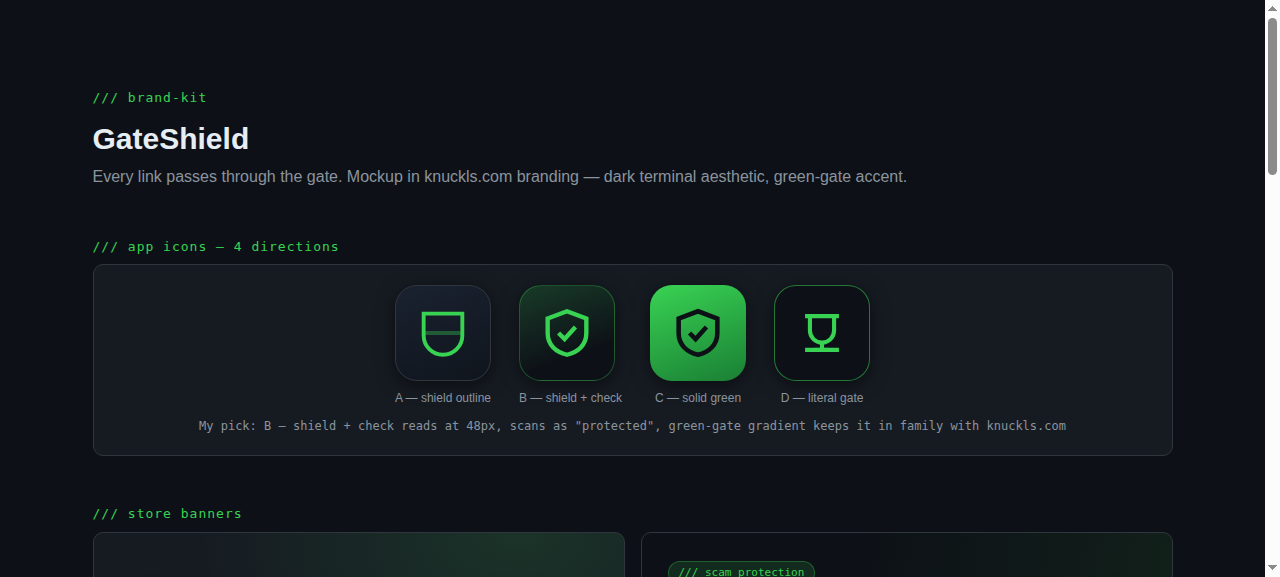 /// brand-kit
GateShield
Every link passes through the gate. Mockup in knuckls.com branding — dark terminal aesthetic, green-gate accent.
/// app icons — 4 directions
A — shield outline
B — shield + check
C — solid green
D — literal gate
My pick: B — shield + check reads at 48px, scans as "protected", green-gate gradient keeps it in family with knuckls.com
/// store banners
/// scam protection